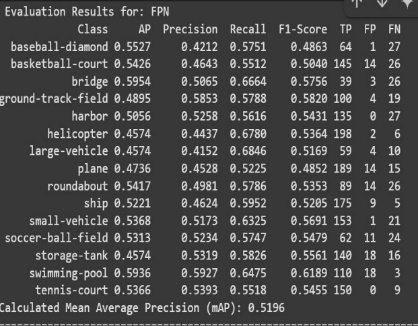 Evaluation Results for: FPN
Class AP Precision Recall F1-Score TP FP FN
baseball-diamond 0.5527 0.4212 0.5751 0.4863 64 1 27
basketball-court 0.5426 0.4643 0.5512 0.5040 145 14 26
bridge 0.5954 0.5065 0.6664 0.5756 39 3 26
ground-track-field 0.4895 0.5853 0.5788 0.5820 100 4 19
harbor 0.5056 0.5258 0.5616 0.5431 135 0 27
helicopter 0.4574 0.4437 0.6780 0.5364 198 2 6
large-vehicle 0.4574 0.4152 0.6846 0.5169 59 4 10
plane 0.4736 0.4528 0.5225 0.4852 189 14 15
roundabout 0.5417 0.4981 0.5786 0.5353 89 14 26
ship 0.5221 0.4624 0.5952 0.5205 175 9 5
small-vehicle 0.5368 0.5173 0.6325 0.5691 153 1 21
soccer-ball-field 0.5313 0.5234 0.5747 0.5479 62 11 24
storage-tank 0.4574 0.5319 0.5826 0.5561 140 18 16
swimming-pool 0.5936 0.5927 0.6475 0.6189 110 18 3
tennis-court 0.5366 0.5393 0.5518 0.5455 150 0 9
Calculated Mean Average Precision (mAP): 0.5196